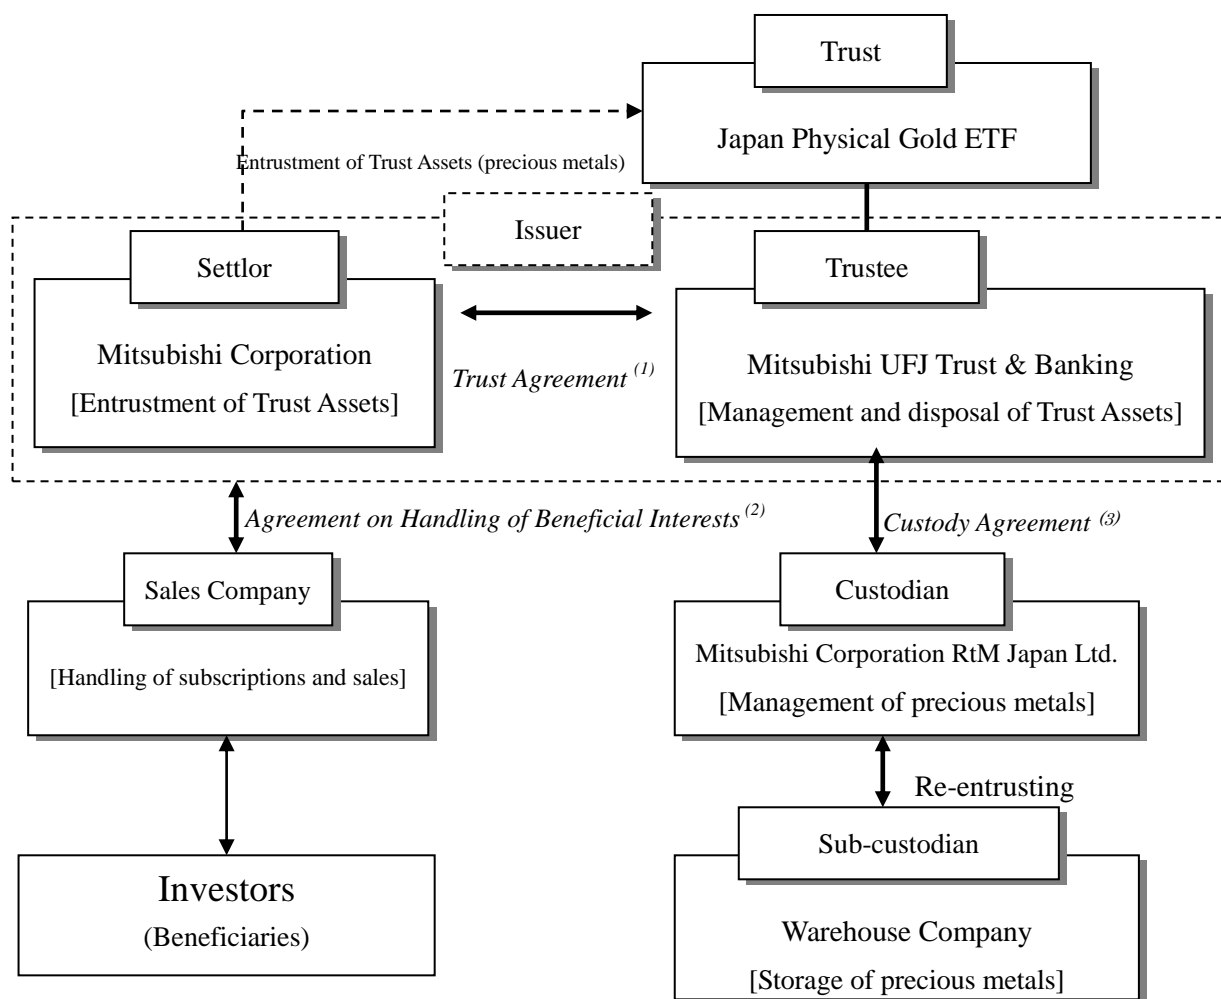 Trust
Japan Physical Gold ETF
Entrustment of Trust Assets (precious metals)
Issuer
Settlor
Mitsubishi Corporation
[Entrustment of Trust Assets]
Trust Agreement (1)
Trustee
Mitsubishi UFJ Trust & Banking
[Management and disposal of Trust Assets]
Agreement on Handling of Beneficial Interests (2)
Custody Agreement (3)
Sales Company
[Handling of subscriptions and sales]
Custodian
Mitsubishi Corporation RtM Japan Ltd.
[Management of precious metals]
Re-entrusting
Investors
(Beneficiaries)
Sub-custodian
Warehouse Company
[Storage of precious metals]